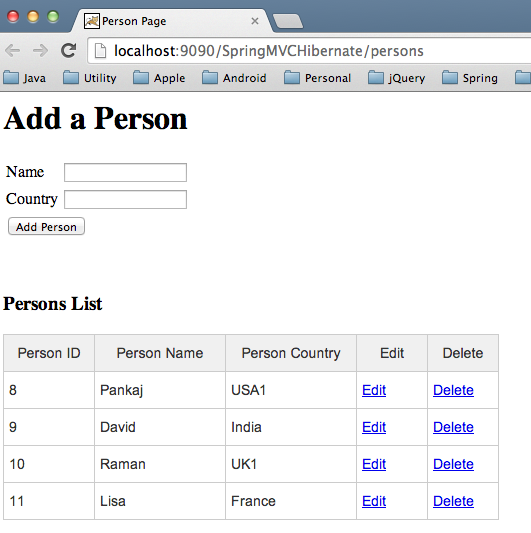 Person Page
localhost:9090/SpringMVCHibernate/persons
Java Utility Apple Android Personal jQuery Spring
Add a Person
Name
Country
Add Person
Persons List
Person ID Person Name Person Country Edit Delete
8 Pankaj USA1 Edit Delete
9 David India Edit Delete
10 Raman UK1 Edit Delete
11 Lisa France Edit Delete